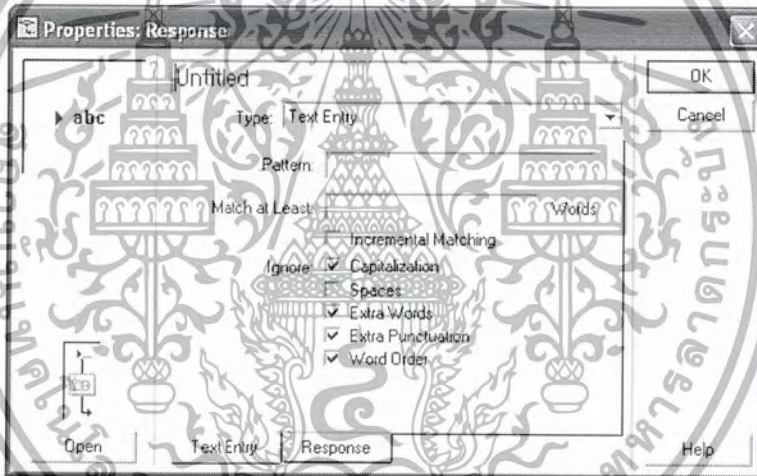 Properties: Response
Untitled
OK
abc
Type: Text Entry
Cancel
Pattern:
Match at Least: Words
Incremental Matching
Ignore: Capitalization
Spaces
Extra Words
Extra Punctuation
Word Order
Open
Text Entry
Response
Help